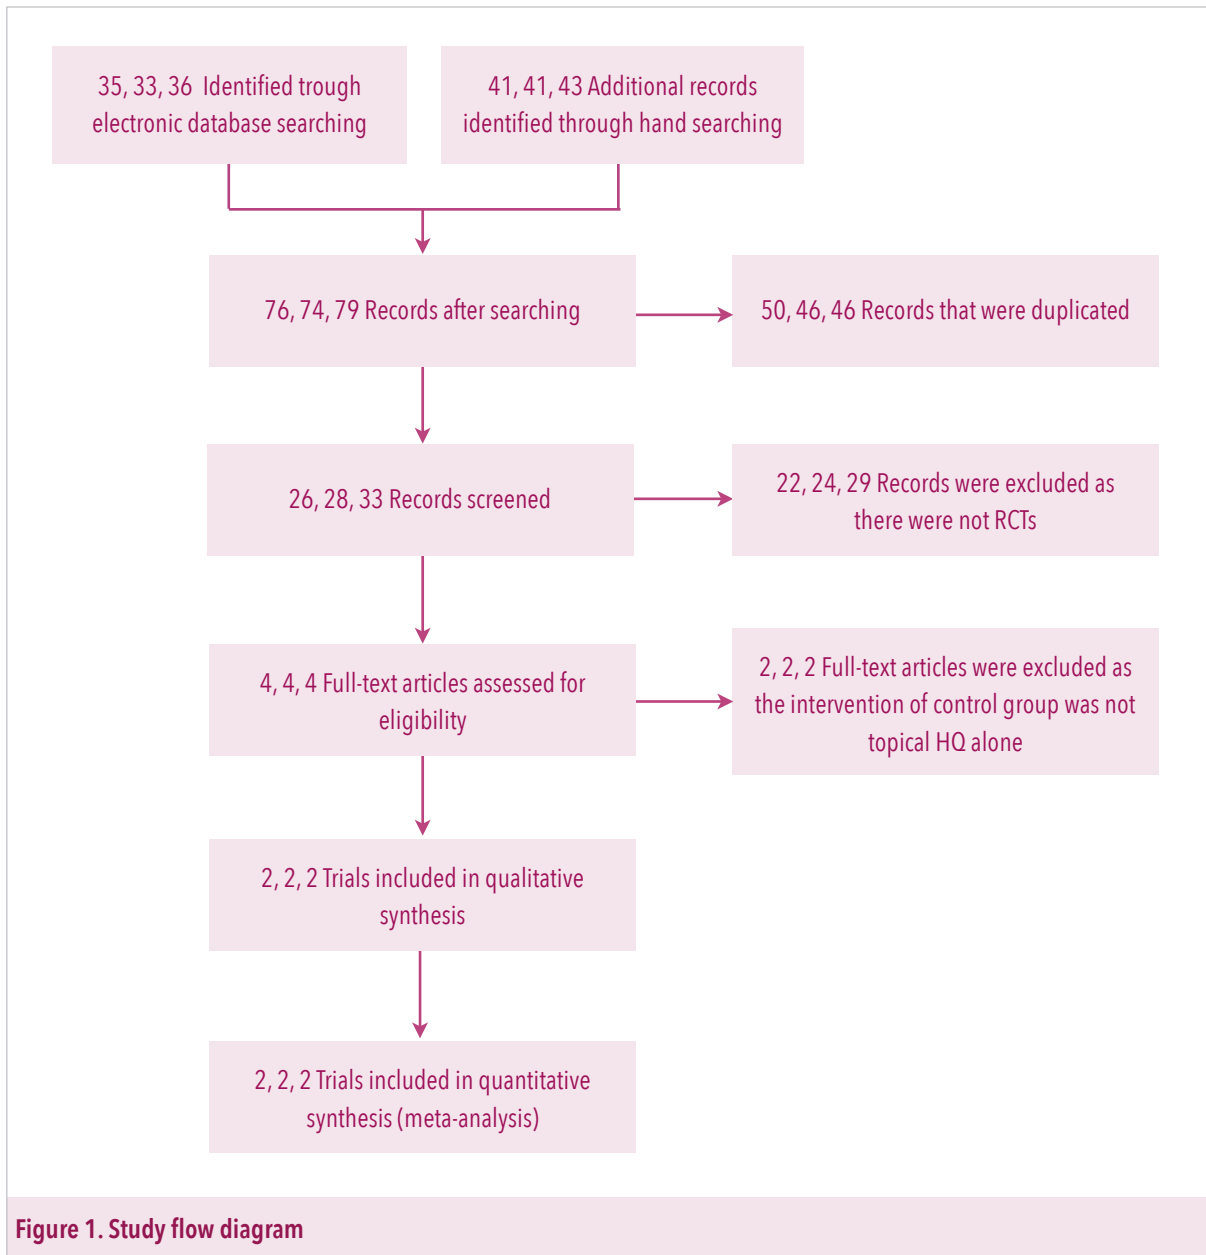 35, 33, 36 Identified trough
electronic database searching
41, 41, 43 Additional records
identified through hand searching
76, 74, 79 Records after searching
50, 46, 46 Records that were duplicated
26, 28, 33 Records screened
22, 24, 29 Records were excluded as
there were not RCTs
4, 4, 4 Full-text articles assessed for
eligibility
2, 2, 2 Full-text articles were excluded as
the intervention of control group was not
topical HQ alone
2, 2, 2 Trials included in qualitative
synthesis
2, 2, 2 Trials included in quantitative
synthesis (meta-analysis)
Figure 1. Study flow diagram